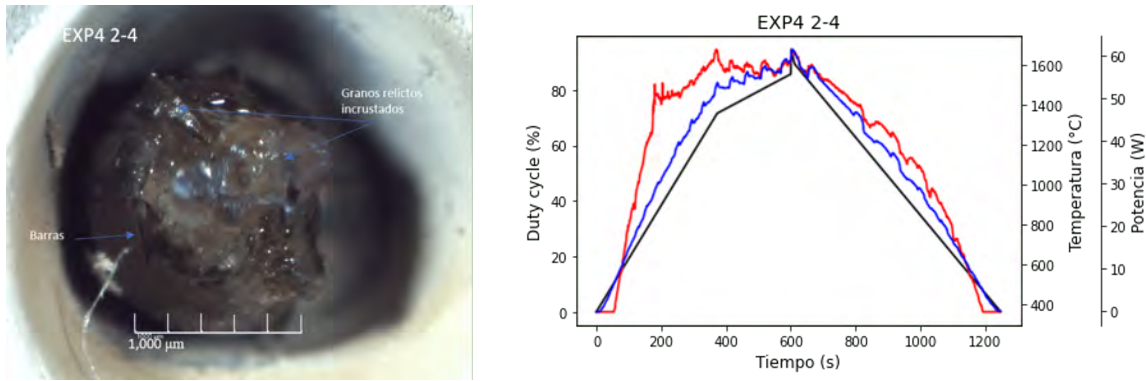 EXP4 2-4
Granos relictos
incrustados
Barras
1,000 µm
EXP4 2-4
Duty cycle (%)
80
60
40
20
0
0
200
400
600
800
1000
1200
Tiempo (s)
1600
1400
1200
1000
800
600
400
Temperatura (°C)
60
50
40
30
20
10
0
Potencia (W)